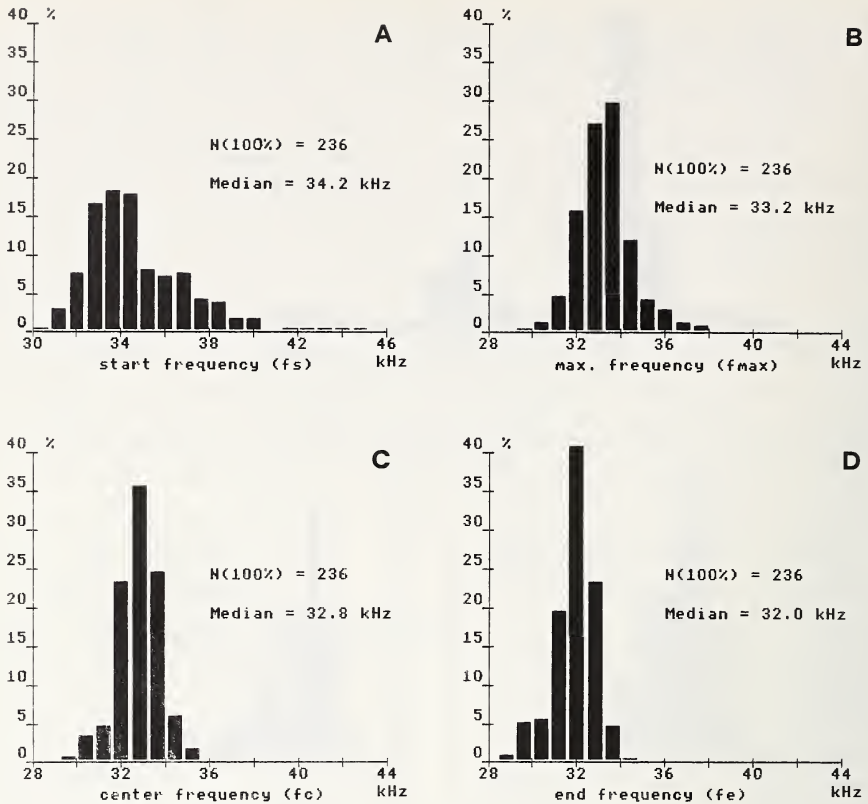 A
40 %
35
30
25
20
15
10
5
0
N(100%) = 236
Median = 34.2 kHz
30 34 38 42 46
kHz
start frequency (fs)
B
40 %
35
30
25
20
15
10
5
0
N(100%) = 236
Median = 33.2 kHz
28 32 36 40 44
kHz
max. frequency (fmax)
C
40 %
35
30
25
20
15
10
5
0
N(100%) = 236
Median = 32.8 kHz
28 32 36 40 44
kHz
center frequency (fc)
D
40 %
35
30
25
20
15
10
5
0
N(100%) = 236
Median = 32.0 kHz
28 32 36 40 44
kHz
end frequency (fe)